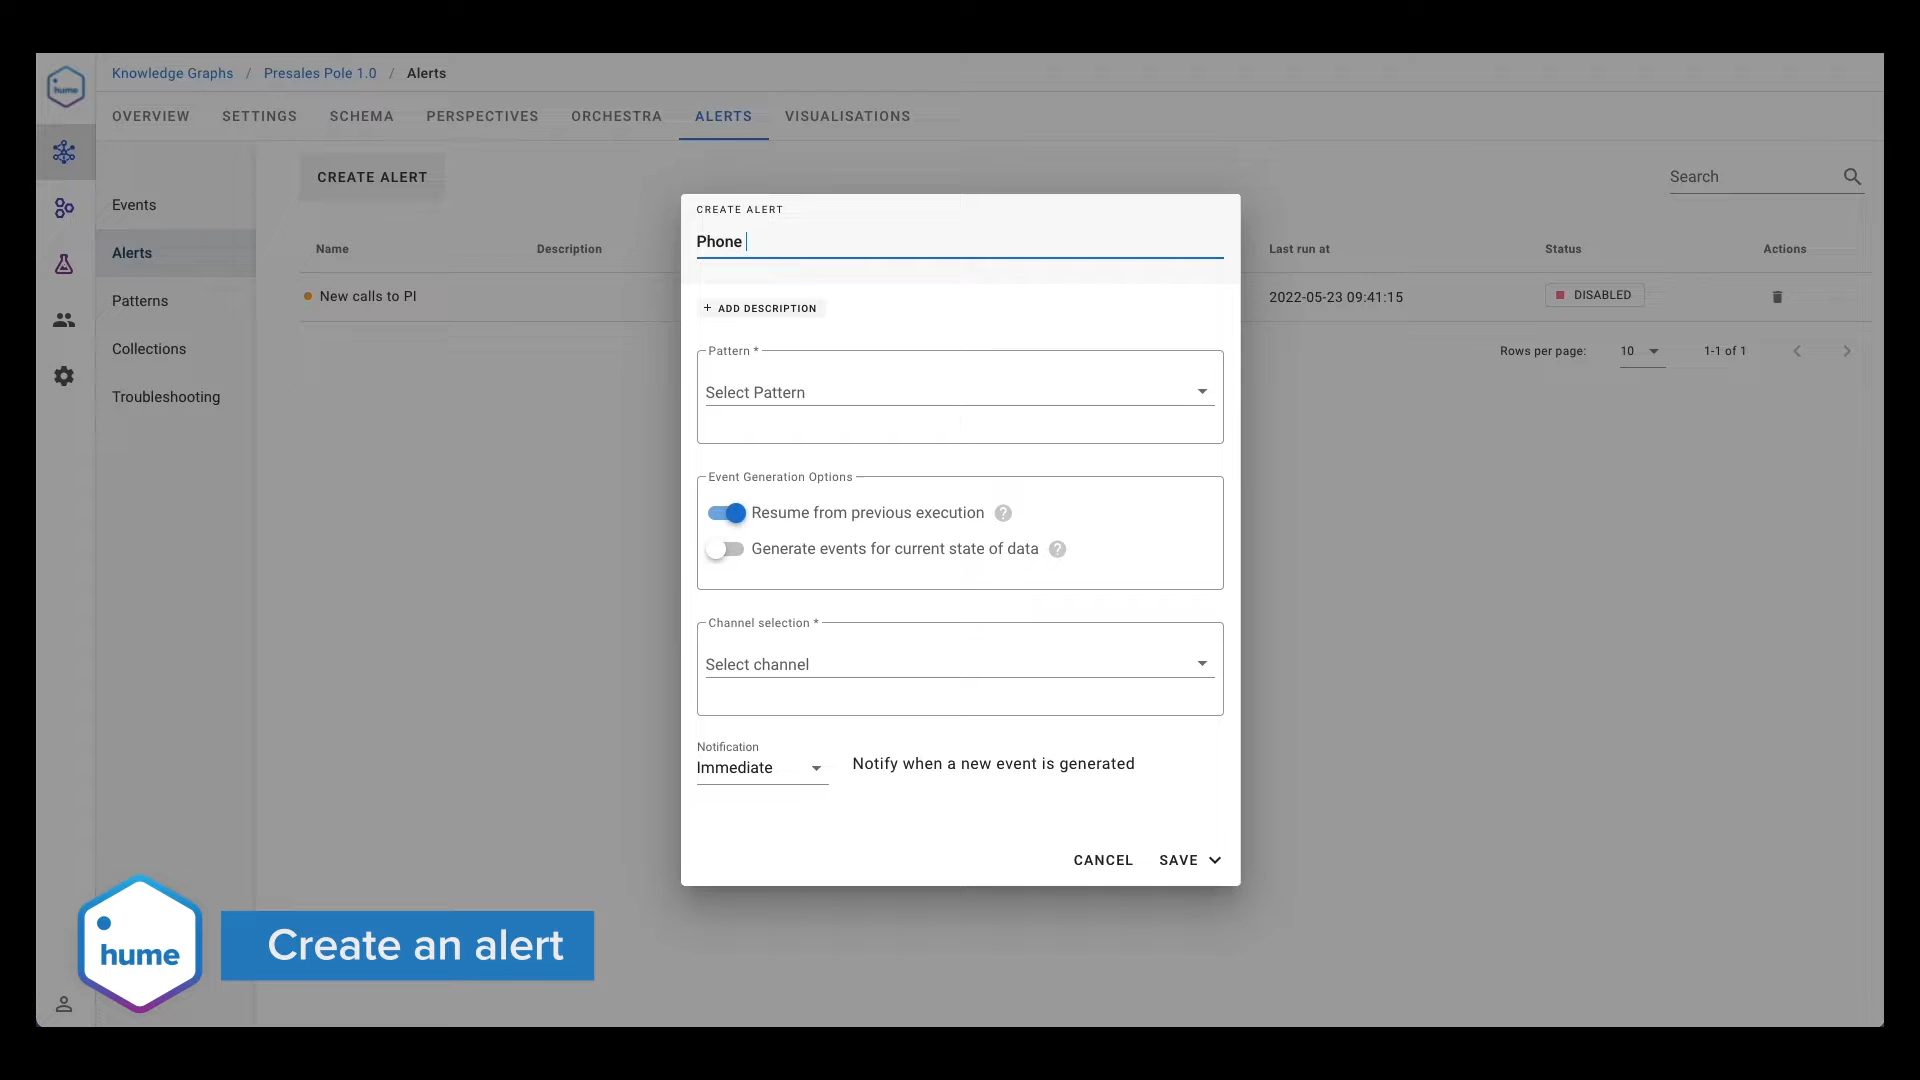 hume
Knowledge Graphs / Presales Pole 1.0 / Alerts
OVERVIEW SETTINGS SCHEMA PERSPECTIVES ORCHESTRA ALERTS VISUALISATIONS
Events
Alerts
Patterns
Collections
Troubleshooting
CREATE ALERT
Search
Name Description Last run at Status Actions
New calls to PI 2022-05-23 09:41:15 DISABLED
Rows per page: 10 1-1 of 1
CREATE ALERT
Phone
+ ADD DESCRIPTION
Pattern *
Select Pattern
Event Generation Options
Resume from previous execution ?
Generate events for current state of data ?
Channel selection *
Select channel
Notification
Immediate
Notify when a new event is generated
CANCEL SAVE
hume
Create an alert